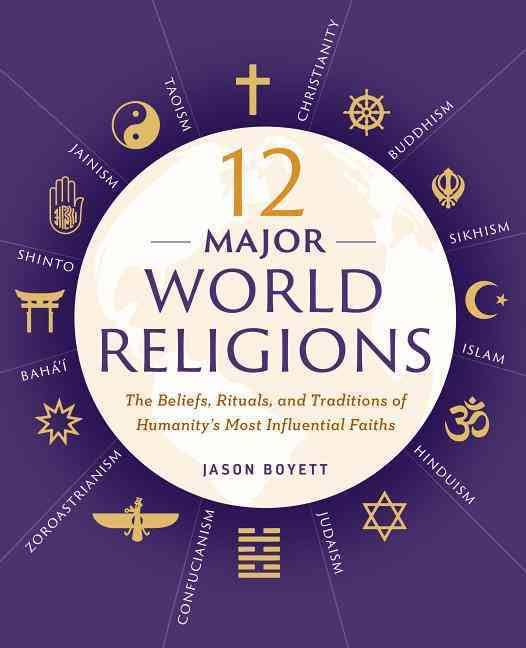 12
MAJOR
WORLD
RELIGIONS
The Beliefs, Rituals, and Traditions of
Humanity's Most Influential Faiths
JASON BOYETT
CHRISTIANITY
BUDDHISM
SIKHISM
ISLAM
HINDUISM
JUDAISM
CONFUCIANISM
ZOROASTRIANISM
BAHÁ'Í
SHINTO
JAINISM
TAOISM
ॐ